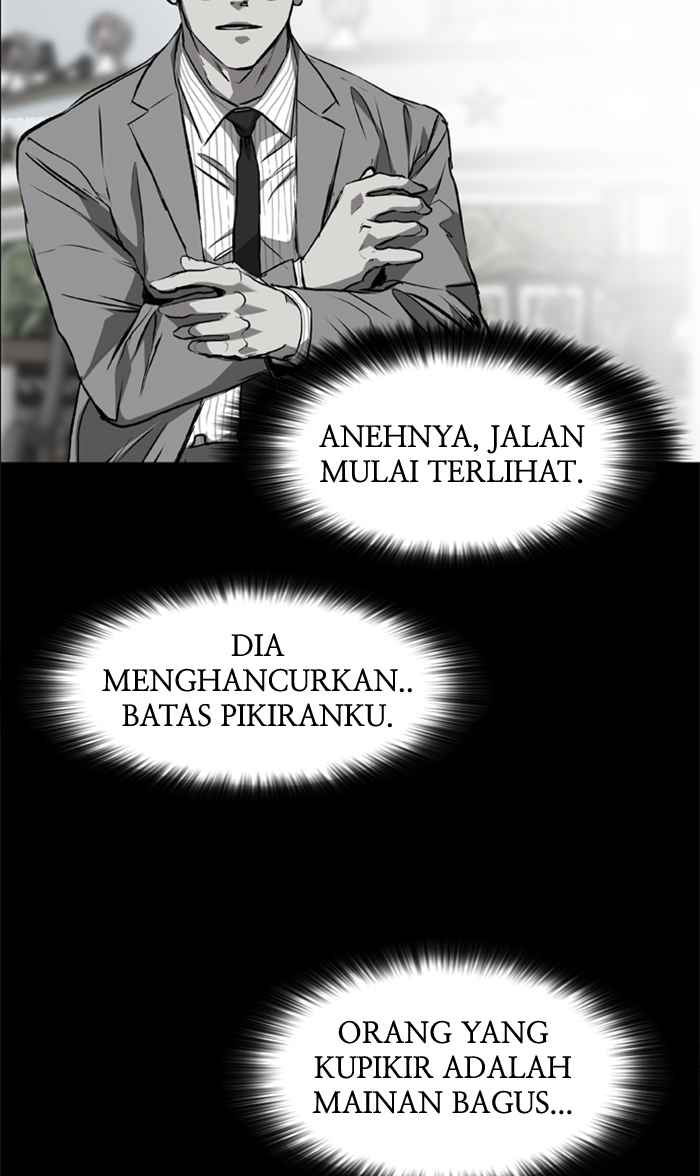 ANEHNYA, JALAN
MULAI TERLIHAT.
DIA
MENGHANCURKAN..
BATAS PIKIRANKU.
ORANG YANG
KUPIKIR ADALAH
MAINAN BAGUS...